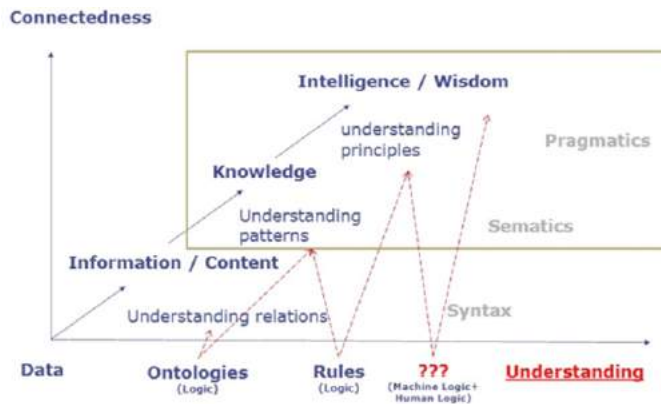 Connectedness
Intelligence / Wisdom
understanding
principles
Pragmatics
Knowledge
Understanding
patterns
Sematics
Information / Content
Understanding relations
Syntax
Data
Ontologies
(Logic)
Rules
(Logic)
???
(Machine Logic+
Human Logic)
Understanding